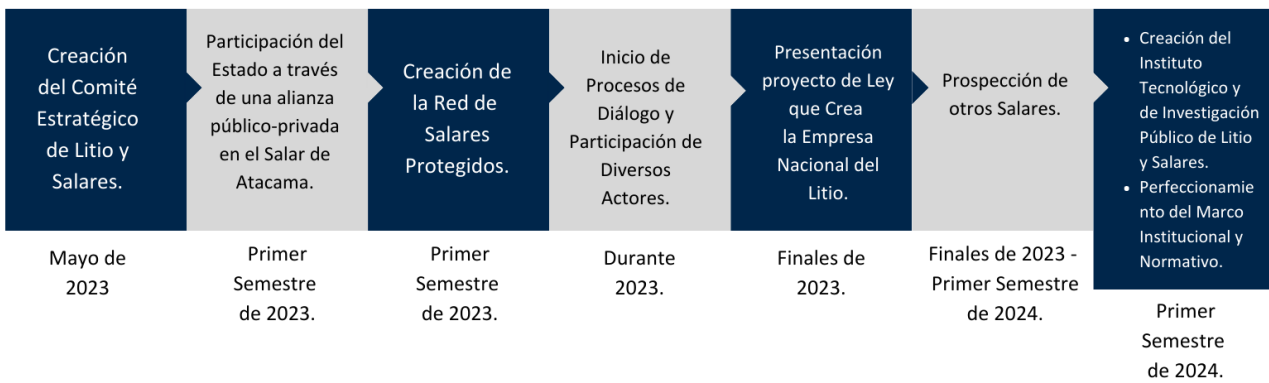 Creación
del Comité
Estratégico
de Litio y
Salares.
Mayo de
2023
Participación del
Estado a través
de una alianza
público-privada
en el Salar de
Atacama.
Primer
Semestre
de 2023.
Creación de
la Red de
Salares
Protegidos.
Primer
Semestre
de 2023.
Inicio de
Procesos de
Diálogo y
Participación de
Diversos
Actores.
Durante
2023.
Presentación
proyecto de Ley
que Crea
la Empresa
Nacional del
Litio.
Finales de
2023.
Prospección de
otros Salares.
Finales de 2023 -
Primer Semestre
de 2024.
• Creación del
Instituto
Tecnológico y
de Investigación
Público de Litio
y Salares.
• Perfeccionamie
nto del Marco
Institucional y
Normativo.
Primer
Semestre
de 2024.